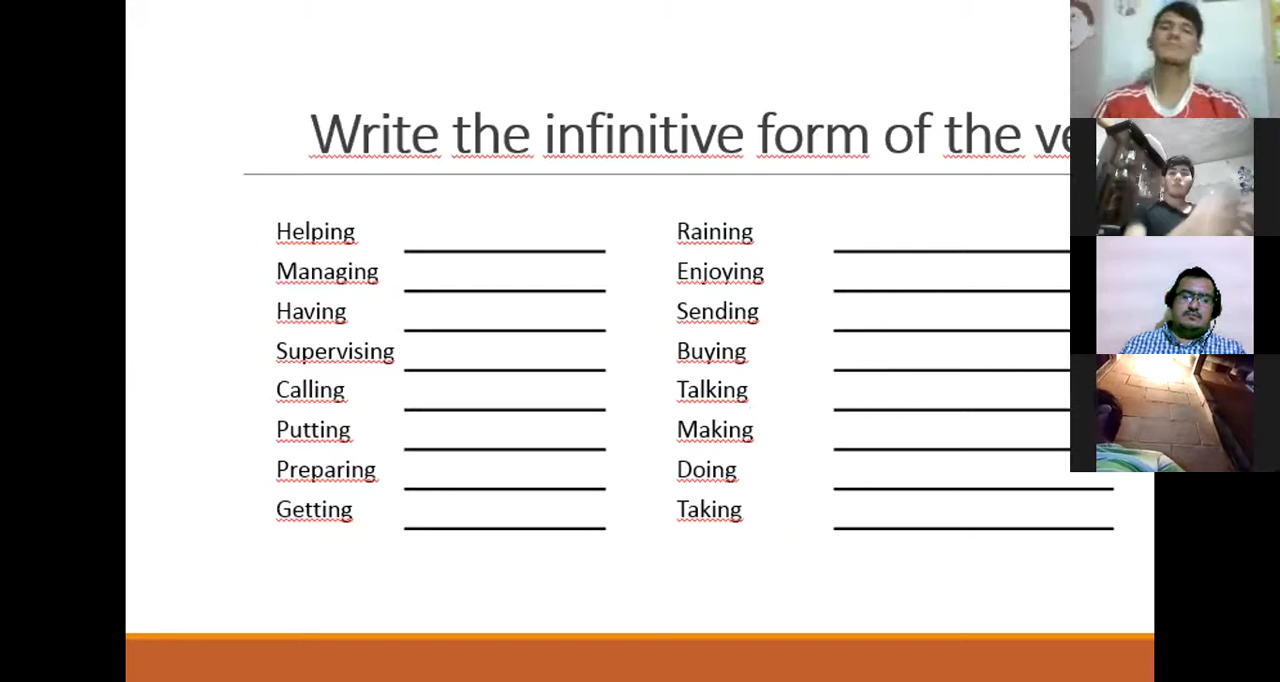 Write the infinitive form of the
Helping
Managing
Having
Supervising
Calling
Putting
Preparing
Getting
Raining
Enjoying
Sending
Buying
Talking
Making
Doing
Taking